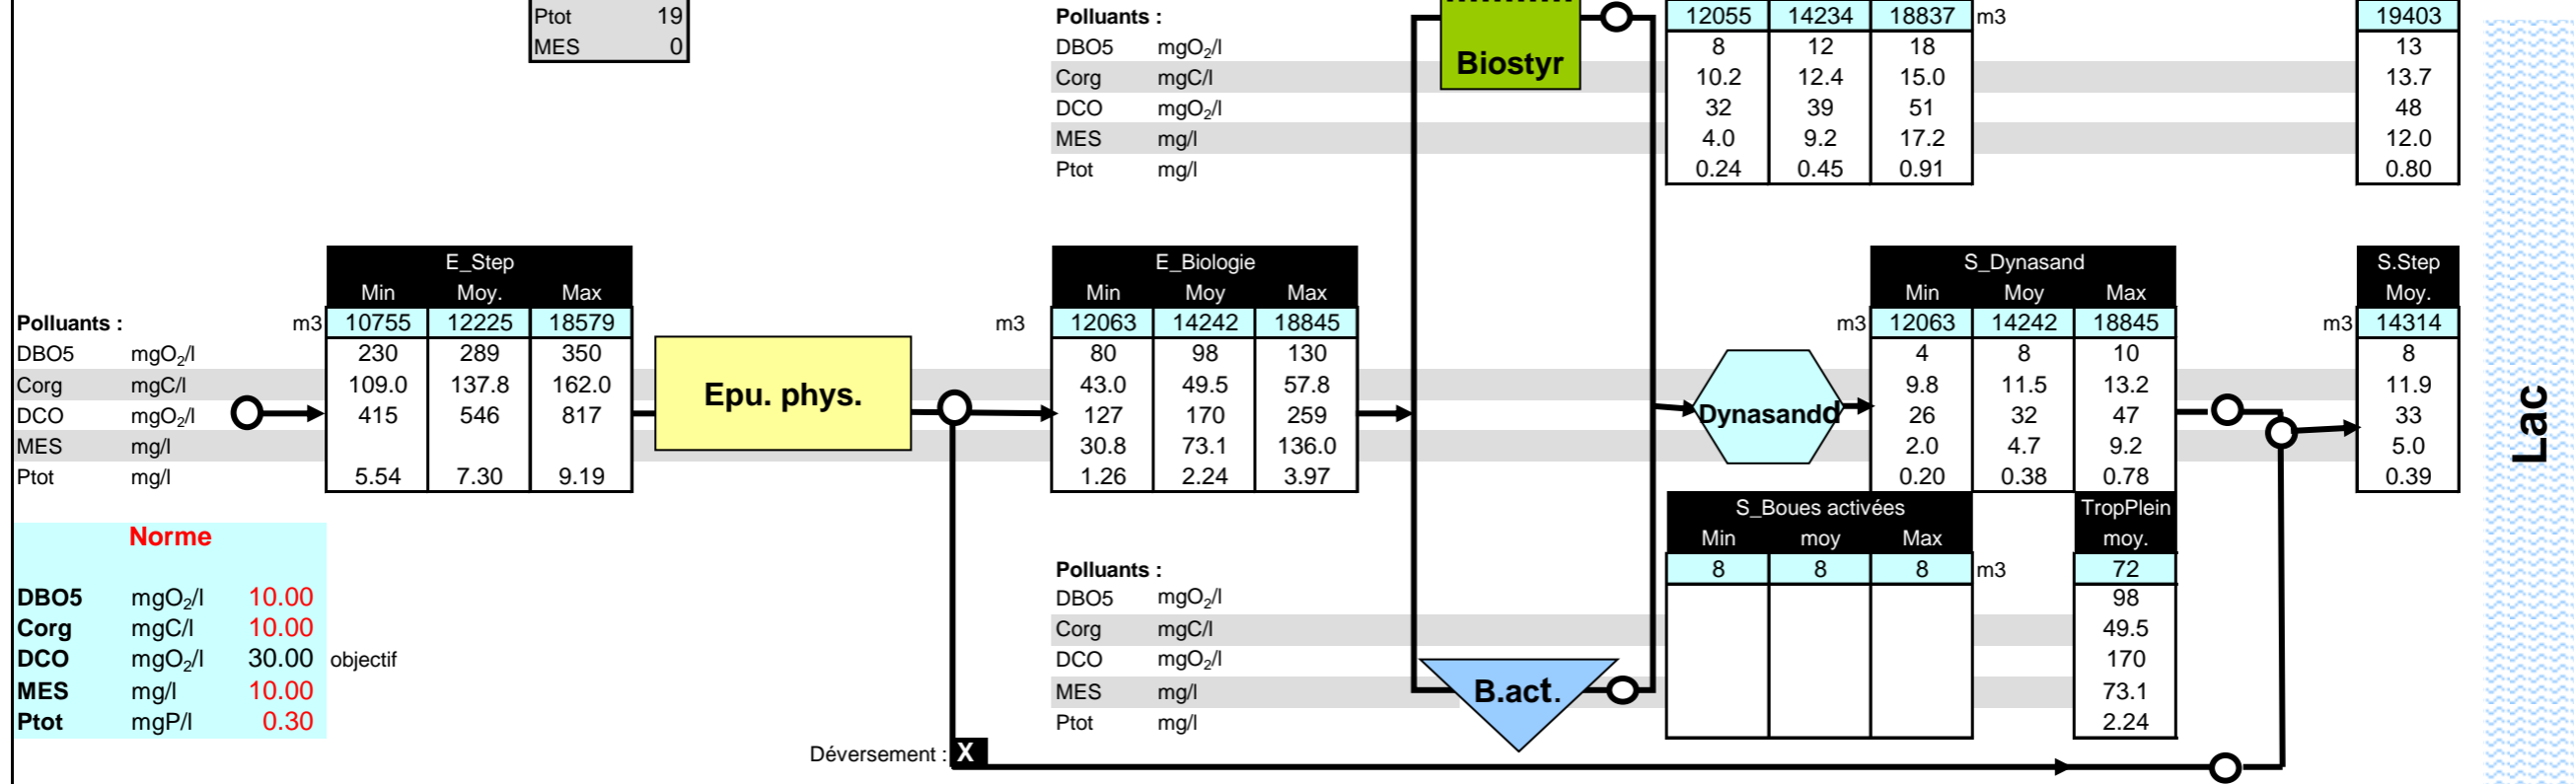 Ptot 19
MES 0
Polluants :
12055 14234 18837 m3
19403
DBO5 mgO2/l 8 12 18 13
Corg mgC/l 10.2 12.4 15.0 13.7
DCO mgO2/l 32 39 51 48
MES mg/l 4.0 9.2 17.2 12.0
Ptot mg/l 0.24 0.45 0.91 0.80
Biostyr
E_Step
Min Moy. Max
Polluants : m3 10755 12225 18579
DBO5 mgO2/l 230 289 350
Corg mgC/l 109.0 137.8 162.0
DCO mgO2/l 415 546 817
MES mg/l
Ptot mg/l 5.54 7.30 9.19
Epu. phys.
E_Biologie
Min Moy Max
m3 12063 14242 18845
80 98 130
43.0 49.5 57.8
127 170 259
30.8 73.1 136.0
1.26 2.24 3.97
Dynasandd
S_Dynasand
Min Moy Max
m3 12063 14242 18845
4 8 10
9.8 11.5 13.2
26 32 47
2.0 4.7 9.2
0.20 0.38 0.78
S.Step
Moy.
m3 14314
8
11.9
33
5.0
0.39
Lac
Norme
DBO5 mgO2/l 10.00
Corg mgC/l 10.00
DCO mgO2/l 30.00 objectif
MES mg/l 10.00
Ptot mgP/l 0.30
Polluants :
DBO5 mgO2/l
Corg mgC/l
DCO mgO2/l
MES mg/l
Ptot mg/l
B.act.
S_Boues activées
Min moy Max
8 8 8 m3
TropPlein
moy.
72
98
49.5
170
73.1
2.24
Déversement : X